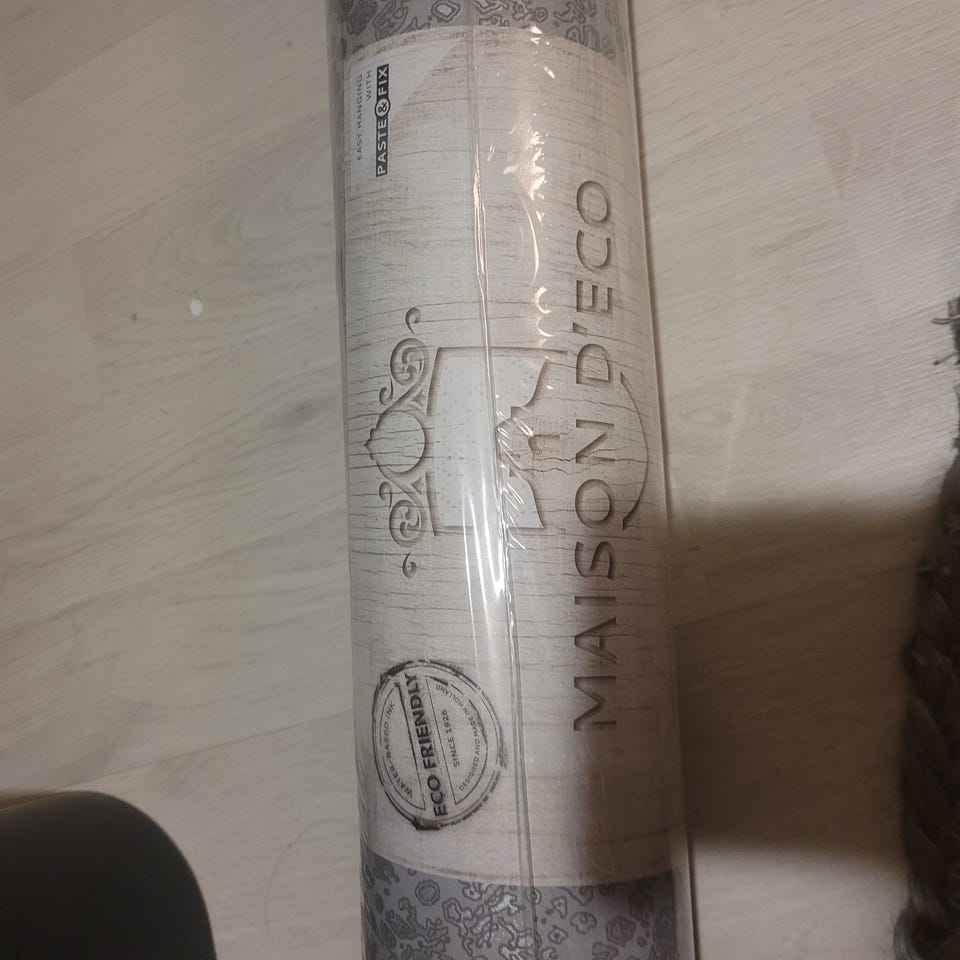 EASY HANGING
WITH
PASTE & FIX
MAISON D'ECO
WATER-BASED INK
ECO FRIENDLY
SINCE 1926
DESIGNED AND MADE IN HOLLAND